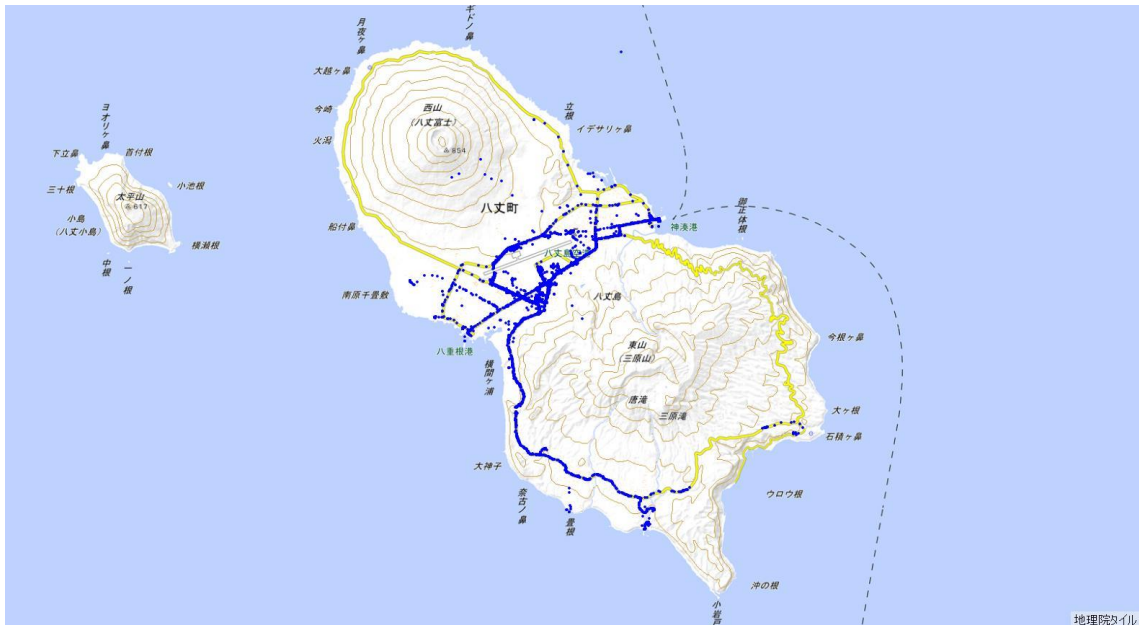 月夜ヶ鼻
ギドノ鼻
大越ヶ鼻
今崎
火潟
西山
(八丈富士)
854
立根
イデサリヶ鼻
ヨオリヶ鼻
下立鼻
首付根
三十根
小池根
太平山
617
小島
(八丈小島)
横瀬根
中根
一ノ根
船付鼻
八丈町
神湊港
御正体根
八丈島空港
南原千畳敷
八丈島
八重根港
横間ヶ浦
東山
(三原山)
今根ヶ鼻
唐滝
三原滝
大ヶ根
石積ヶ鼻
大神子
奈古ノ鼻
畳根
ウロウ根
沖の根
小岩戸
地理院タイル